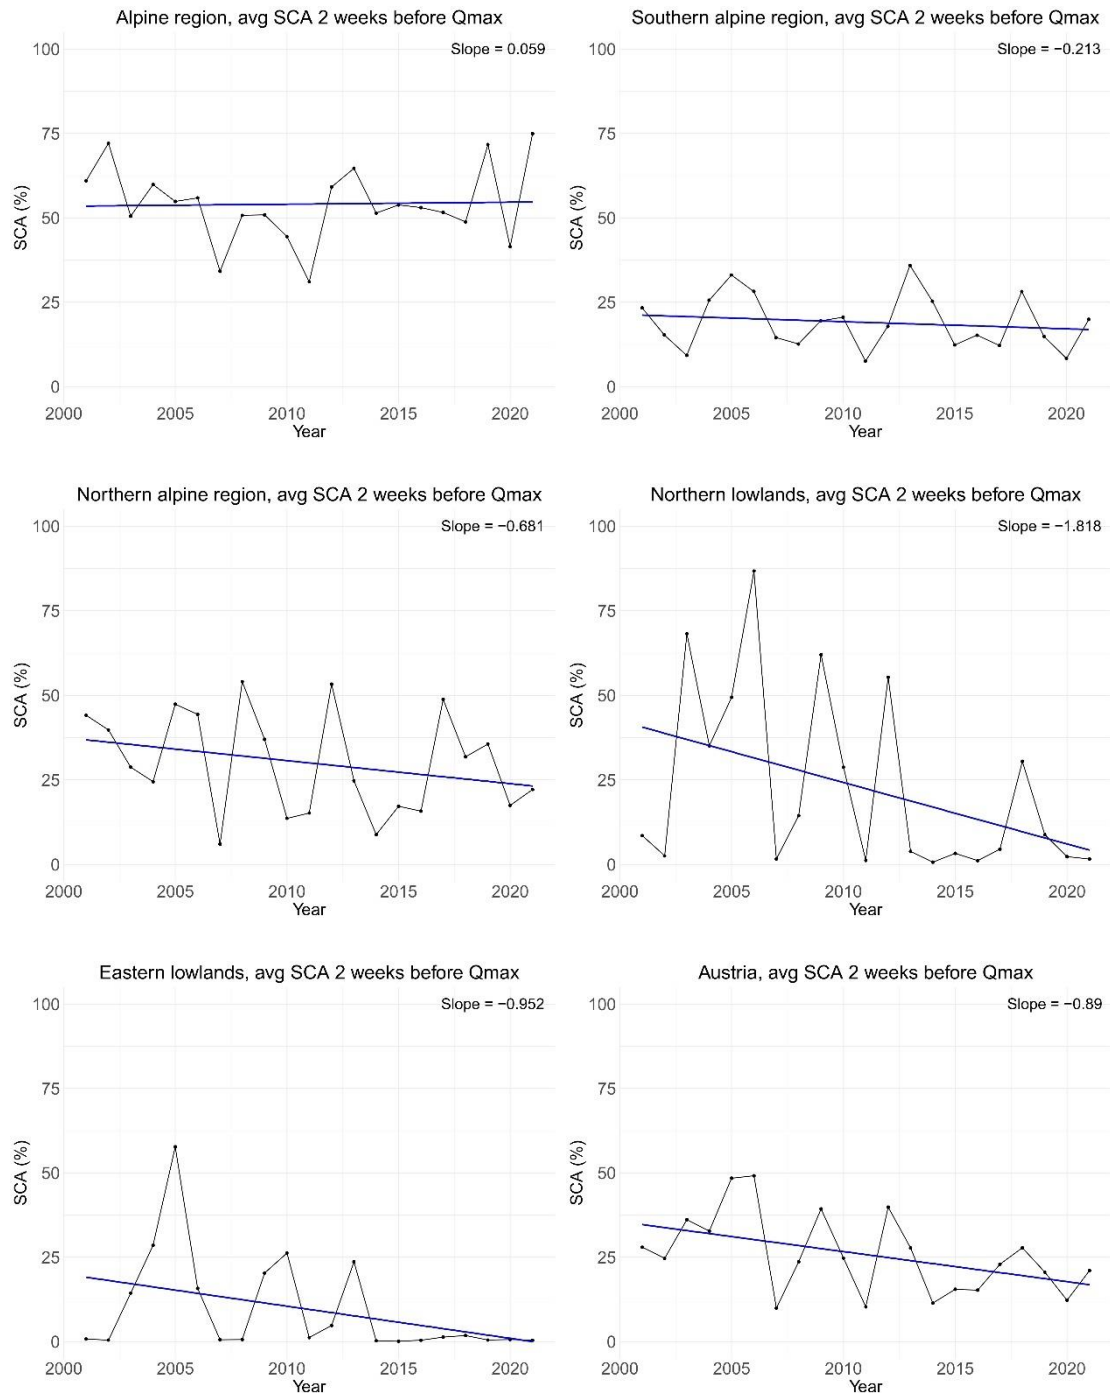 Alpine region, avg SCA 2 weeks before Qmax
Slope = 0.059
100
75
50
25
0
SCA (%)
2000 2005 2010 2015 2020
Year
Southern alpine region, avg SCA 2 weeks before Qmax
Slope = −0.213
100
75
50
25
0
SCA (%)
2000 2005 2010 2015 2020
Year
Northern alpine region, avg SCA 2 weeks before Qmax
Slope = −0.681
100
75
50
25
0
SCA (%)
2000 2005 2010 2015 2020
Year
Northern lowlands, avg SCA 2 weeks before Qmax
Slope = −1.818
100
75
50
25
0
SCA (%)
2000 2005 2010 2015 2020
Year
Eastern lowlands, avg SCA 2 weeks before Qmax
Slope = −0.952
100
75
50
25
0
SCA (%)
2000 2005 2010 2015 2020
Year
Austria, avg SCA 2 weeks before Qmax
Slope = −0.89
100
75
50
25
0
SCA (%)
2000 2005 2010 2015 2020
Year